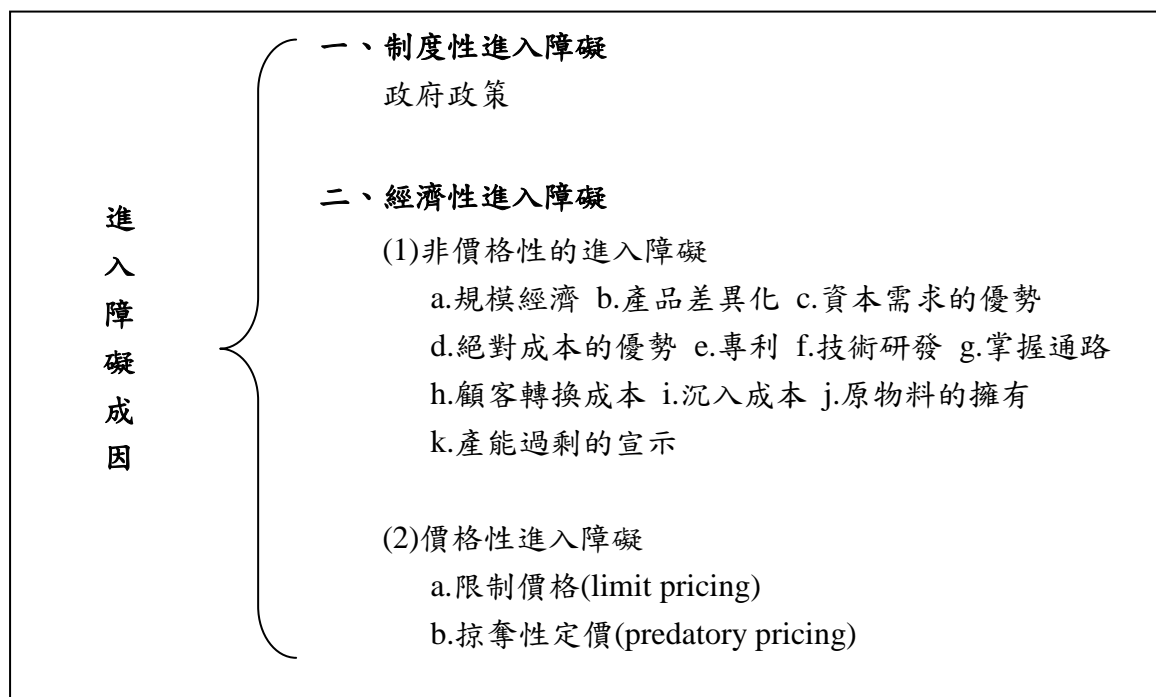 進入障礙成因
一、制度性進入障礙
政府政策
二、經濟性進入障礙
(1)非價格性的進入障礙
a.規模經濟 b.產品差異化 c.資本需求的優勢
d.絕對成本的優勢 e.專利 f.技術研發 g.掌握通路
h.顧客轉換成本 i.沉入成本 j.原物料的擁有
k.產能過剩的宣示
(2)價格性進入障礙
a.限制價格(limit pricing)
b.掠奪性定價(predatory pricing)